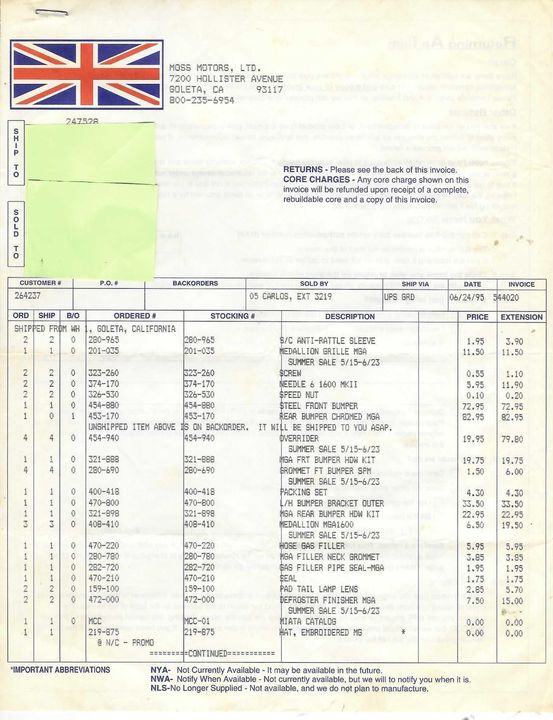 MOSS MOTORS, LTD.
7200 HOLLISTER AVENUE
GOLETA, CA 93117
800-235-6954
247528
SHIP TO
RETURNS - Please see the back of this invoice.
CORE CHARGES - Any core charge shown on this
invoice will be refunded upon receipt of a complete,
rebuildable core and a copy of this invoice.
SOLD TO
CUSTOMER # P.O. # BACKORDERS SOLD BY SHIP VIA DATE INVOICE
264237 05 CARLOS, EXT 3219 UPS GRD 06/24/95 544020
ORD SHIP B/O ORDERED # STOCKING # DESCRIPTION PRICE EXTENSION
SHIPPED FROM WH 1, GOLETA, CALIFORNIA
2 2 0 280-965 280-965 S/C ANTI-RATTLE SLEEVE 1.95 3.90
1 1 0 201-035 201-035 MEDALLION GRILLE MGA 11.50 11.50
SUMMER SALE 5/15-6/23
2 2 0 323-260 323-260 SCREW 0.55 1.10
2 2 0 374-170 374-170 NEEDLE 6 1600 MKII 5.95 11.90
2 2 0 326-530 326-530 SPEED NUT 0.10 0.20
1 1 0 454-880 454-880 STEEL FRONT BUMPER 72.95 72.95
1 0 1 453-170 453-170 REAR BUMPER CHROMED MGA 82.95 82.95
UNSHIPPED ITEM ABOVE IS ON BACKORDER. IT WILL BE SHIPPED TO YOU ASAP.
4 4 0 454-940 454-940 OVERRIDER 19.95 79.80
SUMMER SALE 5/15-6/23
1 1 0 321-888 321-888 MGA FRT BUMPER HDW KIT 19.75 19.75
4 4 0 280-690 280-690 GROMMET FT BUMPER SPM 1.50 6.00
SUMMER SALE 5/15-6/23
1 1 0 400-418 400-418 PACKING SET 4.30 4.30
1 1 0 470-800 470-800 L/H BUMPER BRACKET OUTER 33.50 33.50
1 1 0 321-898 321-898 MGA REAR BUMPER HDW KIT 22.95 22.95
3 3 0 408-410 408-410 MEDALLION MGA1600 6.50 19.50
SUMMER SALE 5/15-6/23
1 1 0 470-220 470-220 HOSE GAS FILLER 5.95 5.95
1 1 0 280-780 280-780 MGA FILLER NECK GROMMET 3.85 3.85
1 1 0 282-720 282-720 GAS FILLER PIPE SEAL-MGA 1.95 1.95
1 1 0 470-210 470-210 SEAL 1.75 1.75
2 2 0 159-100 159-100 PAD TAIL LAMP LENS 2.85 5.70
2 2 0 472-000 472-000 DEFROSTER FINISHER MGA 7.50 15.00
SUMMER SALE 5/15-6/23
1 1 0 MCC MCC-01 MIATA CATALOG 0.00 0.00
1 1 219-875 219-875 HAT, EMBROIDERED MG * 0.00 0.00
@ N/C - PROMO
=========CONTINUED===========
*IMPORTANT ABBREVIATIONS NYA- Not Currently Available - It may be available in the future.
NWA- Notify When Available - Not currently available, but we will to notify you when it is.
NLS-No Longer Supplied - Not available, and we do not plan to manufacture.